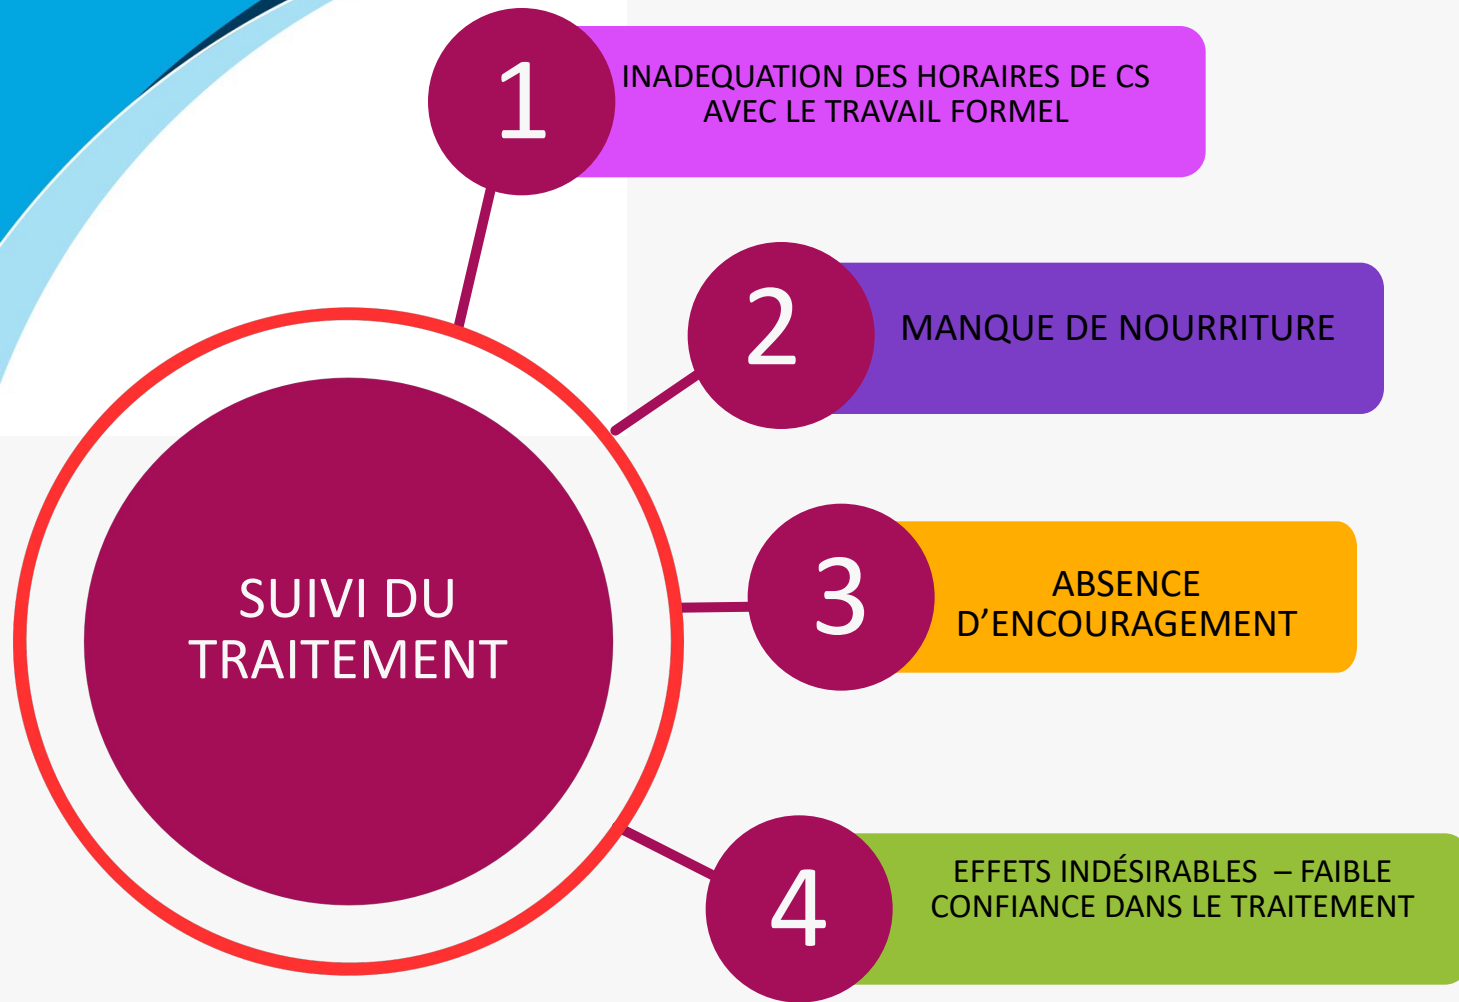 1
INADEQUATION DES HORAIRES DE CS
AVEC LE TRAVAIL FORMEL
2
MANQUE DE NOURRITURE
SUIVI DU
TRAITEMENT
3
ABSENCE
D’ENCOURAGEMENT
4
EFFETS INDÉSIRABLES – FAIBLE
CONFIANCE DANS LE TRAITEMENT